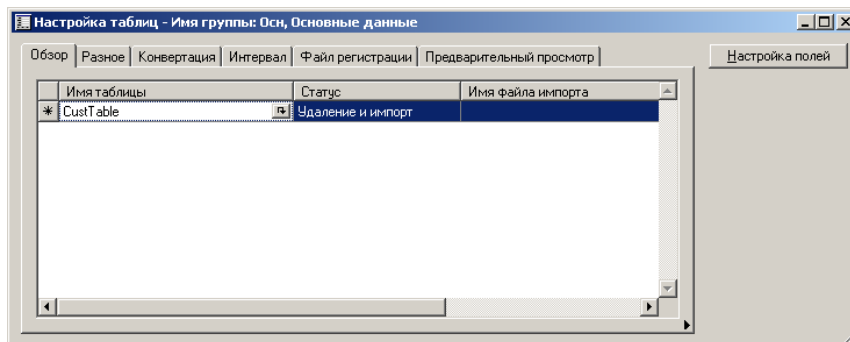 Настройка таблиц - Имя группы: Осн, Основные данные
Обзор Разное Конвертация Интервал Файл регистрации Предварительный просмотр Настройка полей
Имя таблицы Статус Имя файла импорта
CustTable Удаление и импорт